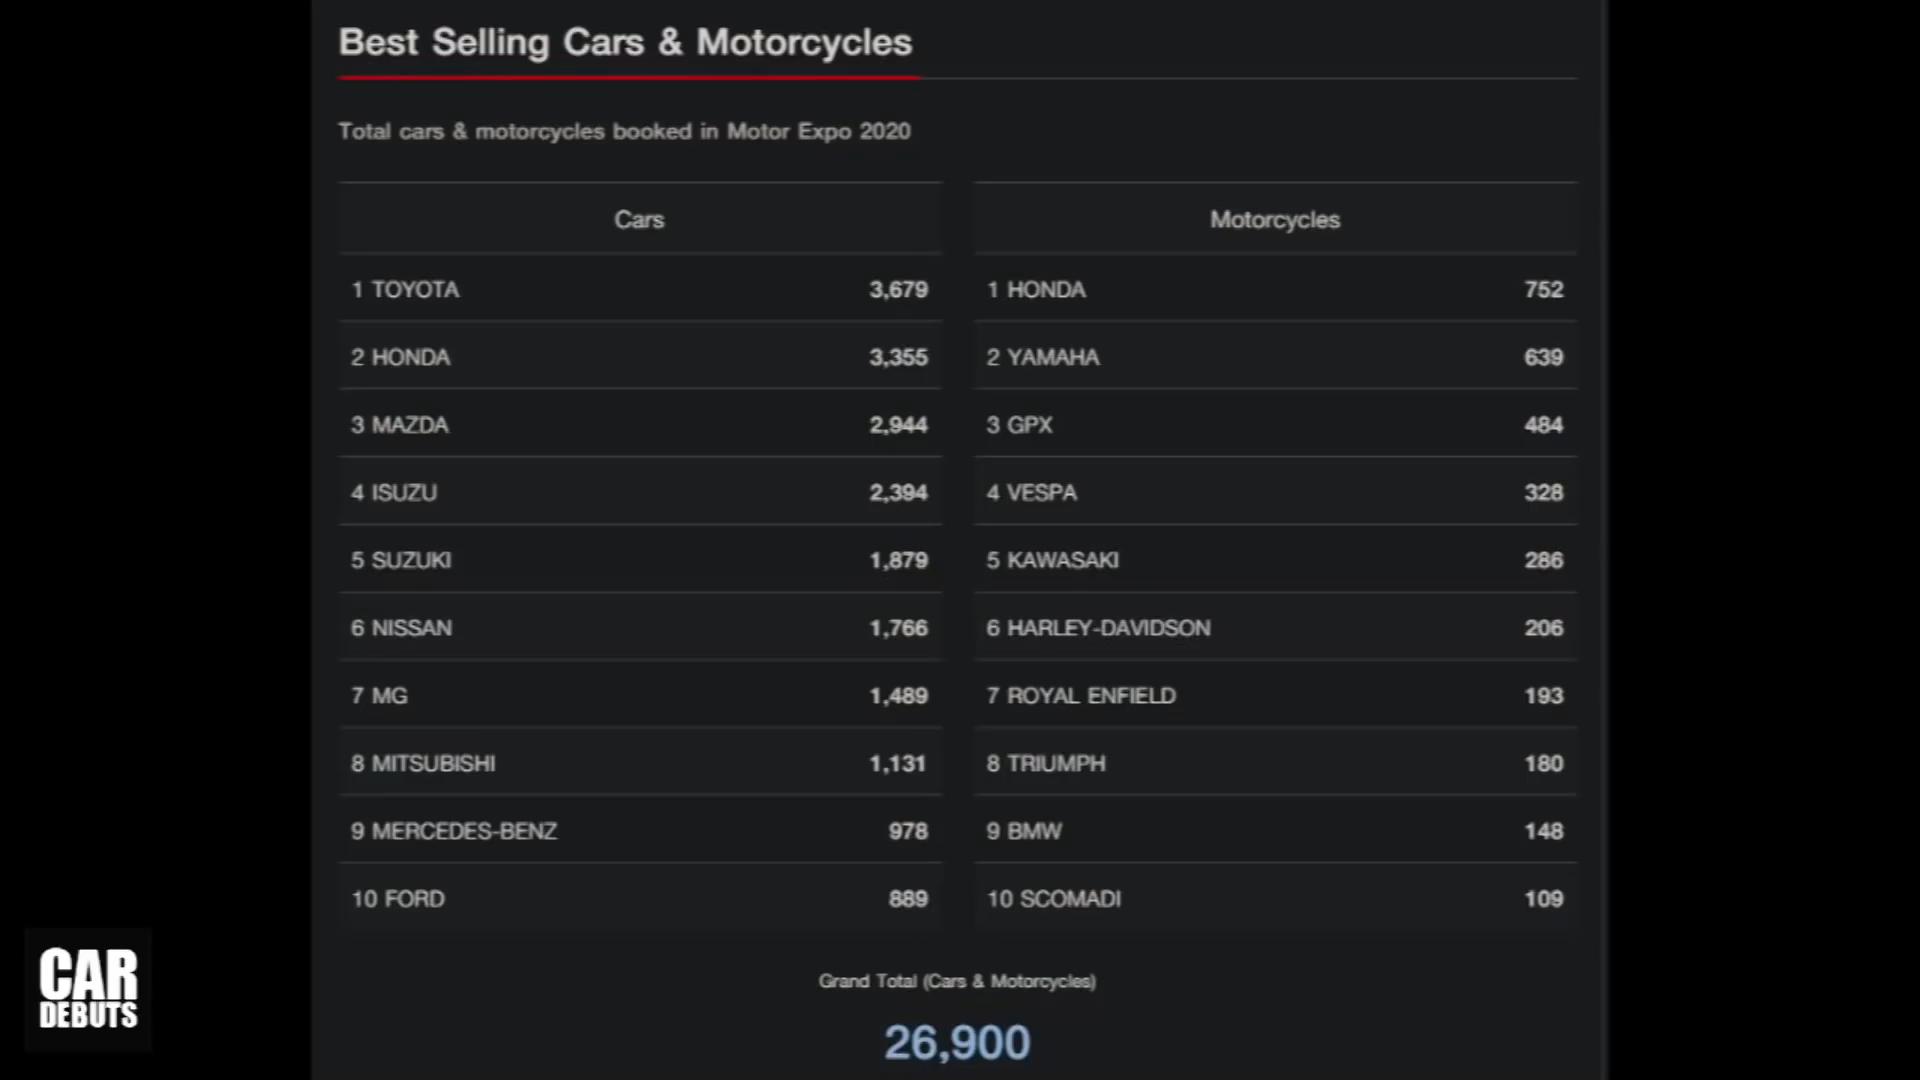 Best Selling Cars & Motorcycles
Total cars & motorcycles booked in Motor Expo 2020
Cars
1 TOYOTA 3,679
2 HONDA 3,355
3 MAZDA 2,944
4 ISUZU 2,394
5 SUZUKI 1,879
6 NISSAN 1,766
7 MG 1,489
8 MITSUBISHI 1,131
9 MERCEDES-BENZ 978
10 FORD 889
Motorcycles
1 HONDA 752
2 YAMAHA 639
3 GPX 484
4 VESPA 328
5 KAWASAKI 286
6 HARLEY-DAVIDSON 206
7 ROYAL ENFIELD 193
8 TRIUMPH 180
9 BMW 148
10 SCOMADI 109
Grand Total (Cars & Motorcycles)
26,900
CAR
DEBUTS